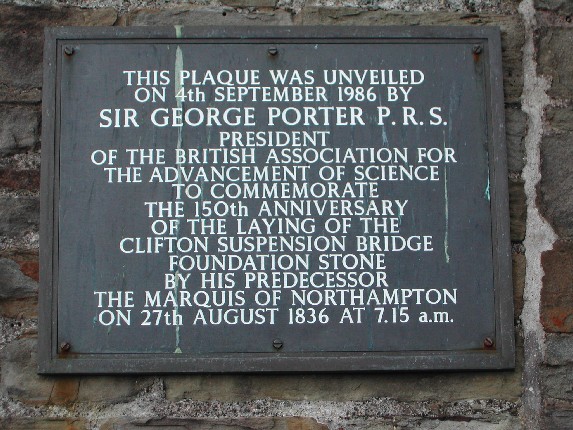 THIS PLAQUE WAS UNVEILED
ON 4th SEPTEMBER 1986 BY
SIR GEORGE PORTER P.R.S.
PRESIDENT
OF THE BRITISH ASSOCIATION FOR
THE ADVANCEMENT OF SCIENCE
TO COMMEMORATE
THE 150th ANNIVERSARY
OF THE LAYING OF THE
CLIFTON SUSPENSION BRIDGE
FOUNDATION STONE
BY HIS PREDECESSOR
THE MARQUIS OF NORTHAMPTON
ON 27th AUGUST 1836 AT 7.15 a.m.